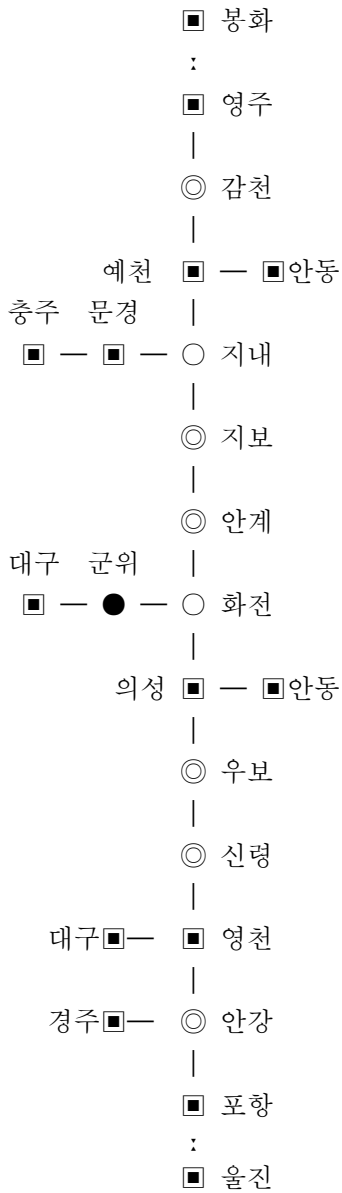 ▣ 봉화
:
▣ 영주
|
◎ 감천
|
예천 ▣ ― ▣안동
충주 문경 |
▣ ― ▣ ― ○ 지내
|
◎ 지보
|
◎ 안계
대구 군위 |
▣ ― ● ― ○ 화전
|
의성 ▣ ― ▣안동
|
◎ 우보
|
◎ 신령
|
대구▣― ▣ 영천
|
경주▣― ◎ 안강
|
▣ 포항
:
▣ 울진